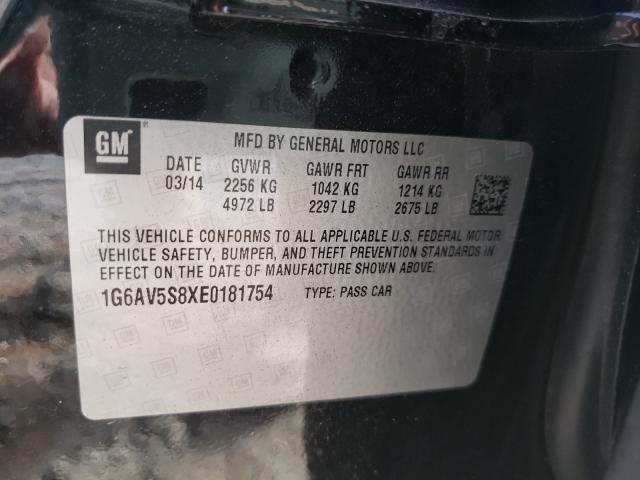 GM
MFD BY GENERAL MOTORS LLC
DATE GVWR GAWR FRT GAWR RR
03/14 2256 KG 1042 KG 1214 KG
4972 LB 2297 LB 2675 LB
THIS VEHICLE CONFORMS TO ALL APPLICABLE U.S. FEDERAL MOTOR
VEHICLE SAFETY, BUMPER, AND THEFT PREVENTION STANDARDS IN
EFFECT ON THE DATE OF MANUFACTURE SHOWN ABOVE.
1G6AV5S8XE0181754 TYPE: PASS CAR